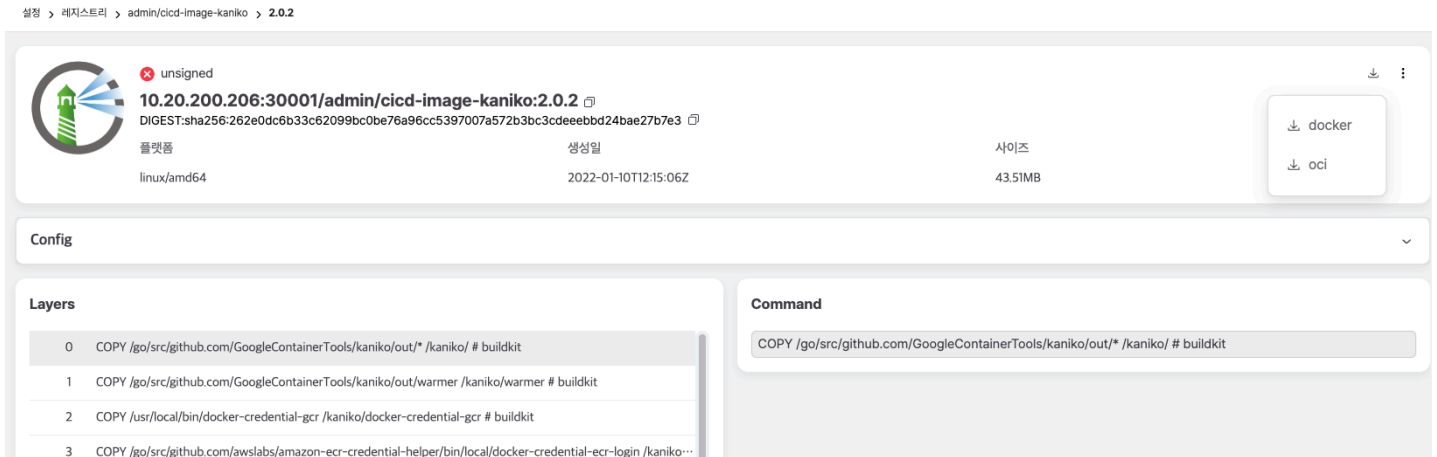 설정 > 레지스트리 > admin/cicd-image-kaniko > 2.0.2
unsigned
10.20.200.206:30001/admin/cicd-image-kaniko:2.0.2
DIGEST:sha256:262e0dc6b33c62099bc0be76a96cc5397007a572b3bc3cdeeebbd24bae27b7e3
플랫폼 생성일 사이즈
linux/amd64 2022-01-10T12:15:06Z 43.51MB
docker
oci
Config
Layers
0 COPY /go/src/github.com/GoogleContainerTools/kaniko/out/* /kaniko/ # buildkit
1 COPY /go/src/github.com/GoogleContainerTools/kaniko/out/warmer /kaniko/warmer # buildkit
2 COPY /usr/local/bin/docker-credential-gcr /kaniko/docker-credential-gcr # buildkit
3 COPY /go/src/github.com/awslabs/amazon-ecr-credential-helper/bin/local/docker-credential-ecr-login /kaniko···
Command
COPY /go/src/github.com/GoogleContainerTools/kaniko/out/* /kaniko/ # buildkit